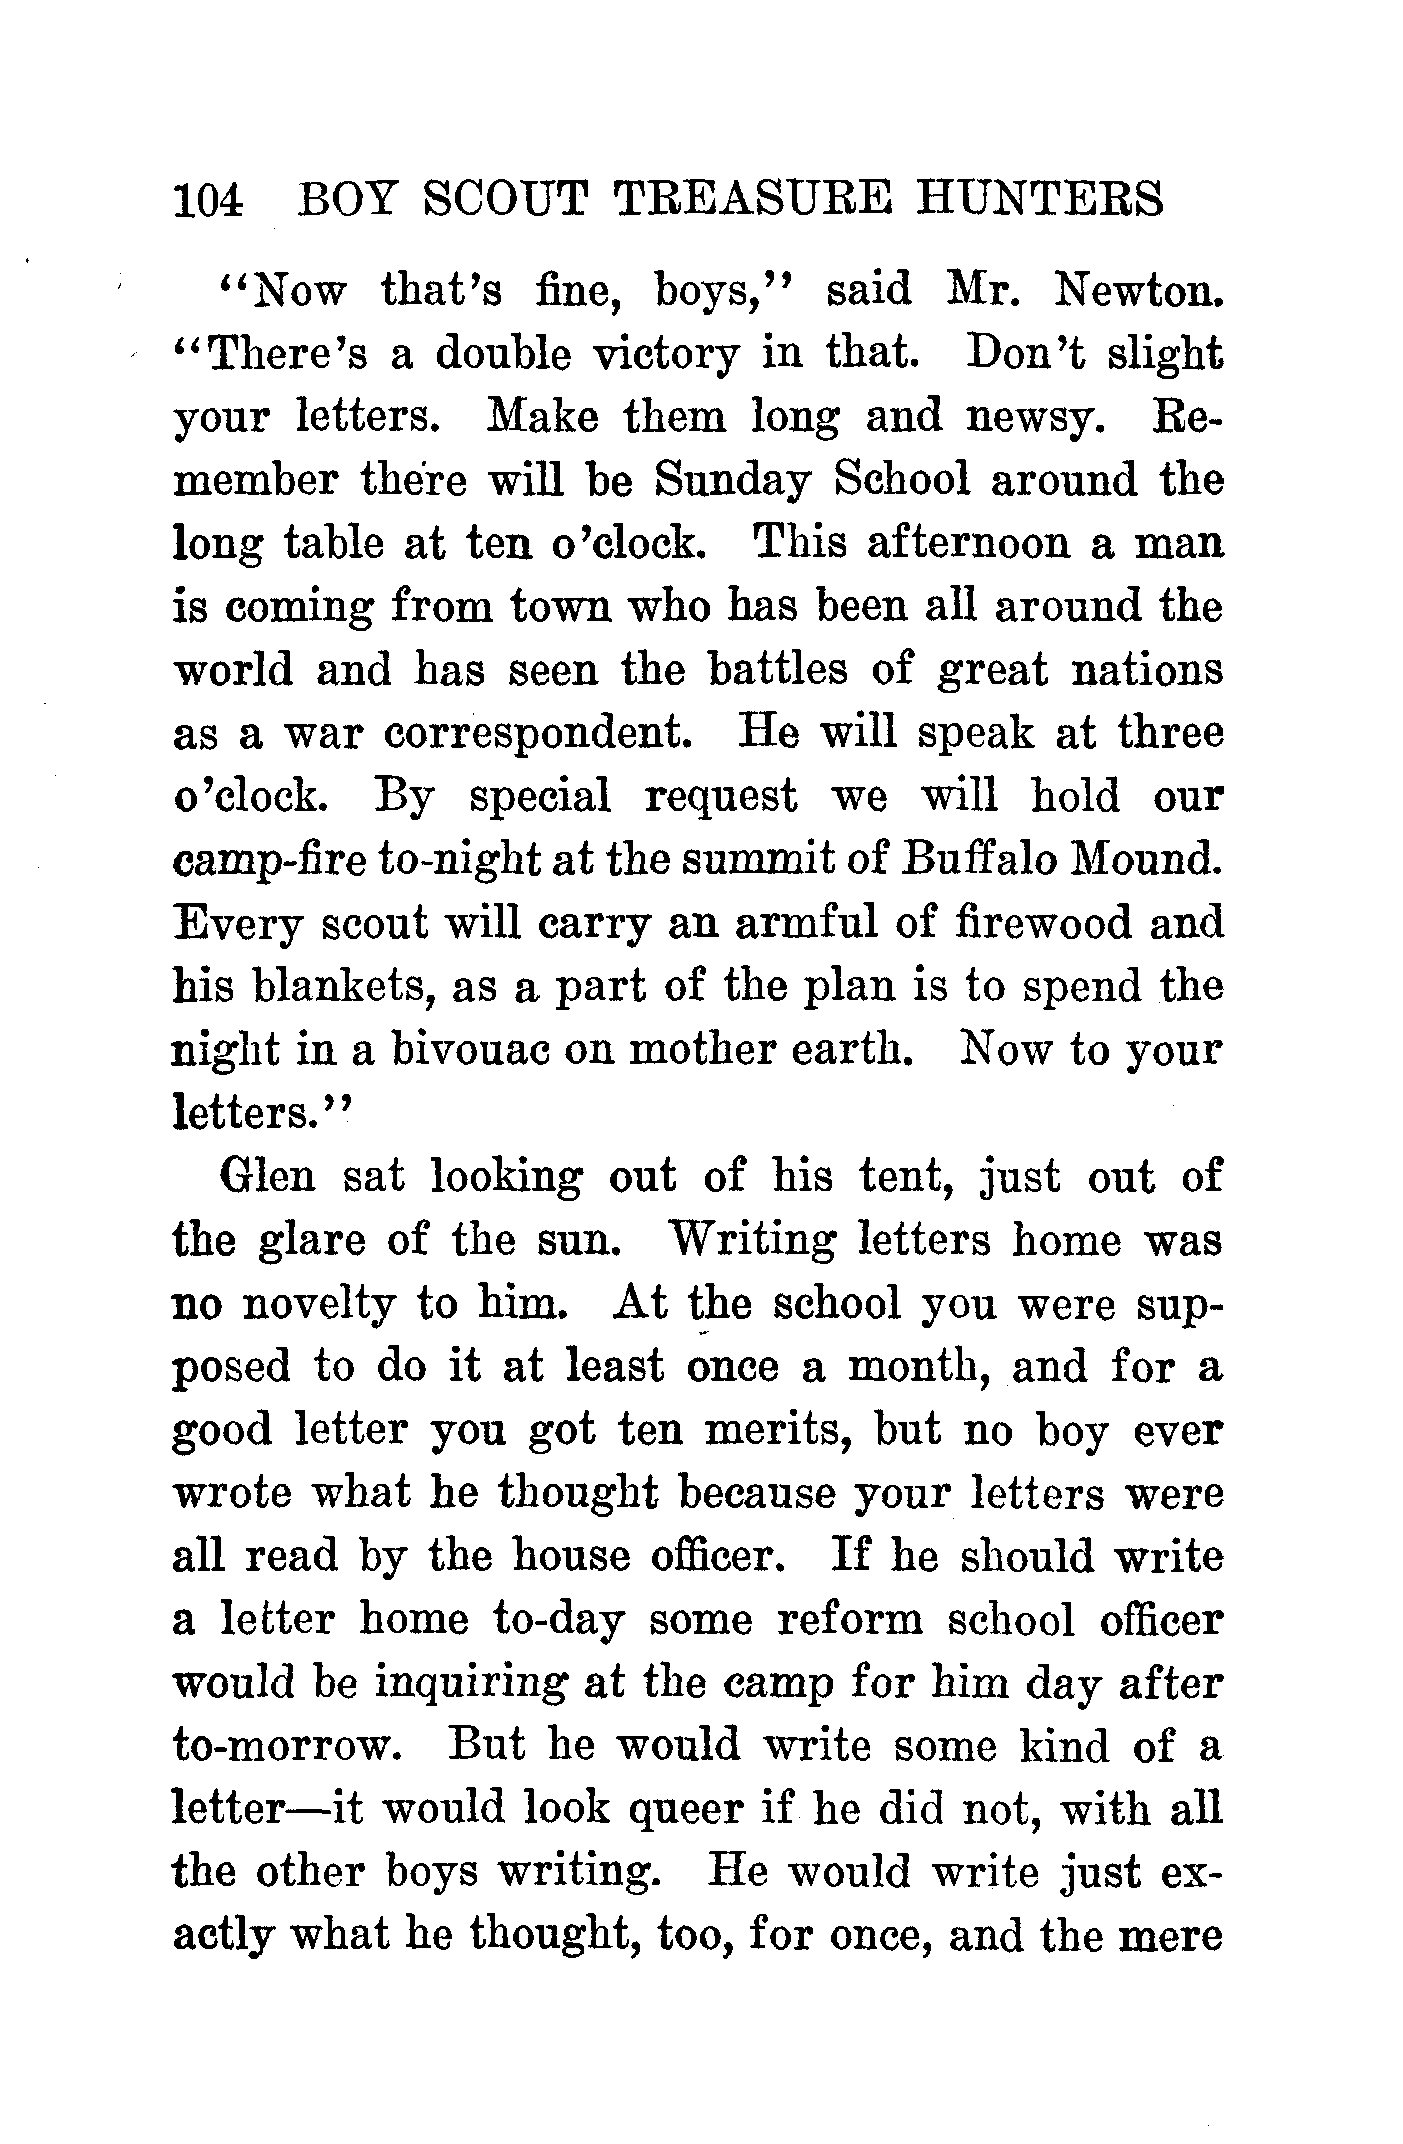 104 BOY SCOUT TREASURE HUNTERS
"Now that's fine, boys," said Mr. Newton.
"There's a double victory in that. Don't slight
your letters. Make them long and newsy. Re-
member there will be Sunday School around the
long table at ten o'clock. This afternoon a man
is coming from town who has been all around the
world and has seen the battles of great nations
as a war correspondent. He will speak at three
o'clock. By special request we will hold our
camp-fire to-night at the summit of Buffalo Mound.
Every scout will carry an armful of firewood and
his blankets, as a part of the plan is to spend the
night in a bivouac on mother earth. Now to your
letters."
Glen sat looking out of his tent, just out of
the glare of the sun. Writing letters home was
no novelty to him. At the school you were sup-
posed to do it at least once a month, and for a
good letter you got ten merits, but no boy ever
wrote what he thought because your letters were
all read by the house officer. If he should write
a letter home to-day some reform school officer
would be inquiring at the camp for him day after
to-morrow. But he would write some kind of a
letter—it would look queer if he did not, with all
the other boys writing. He would write just ex-
actly what he thought, too, for once, and the mere